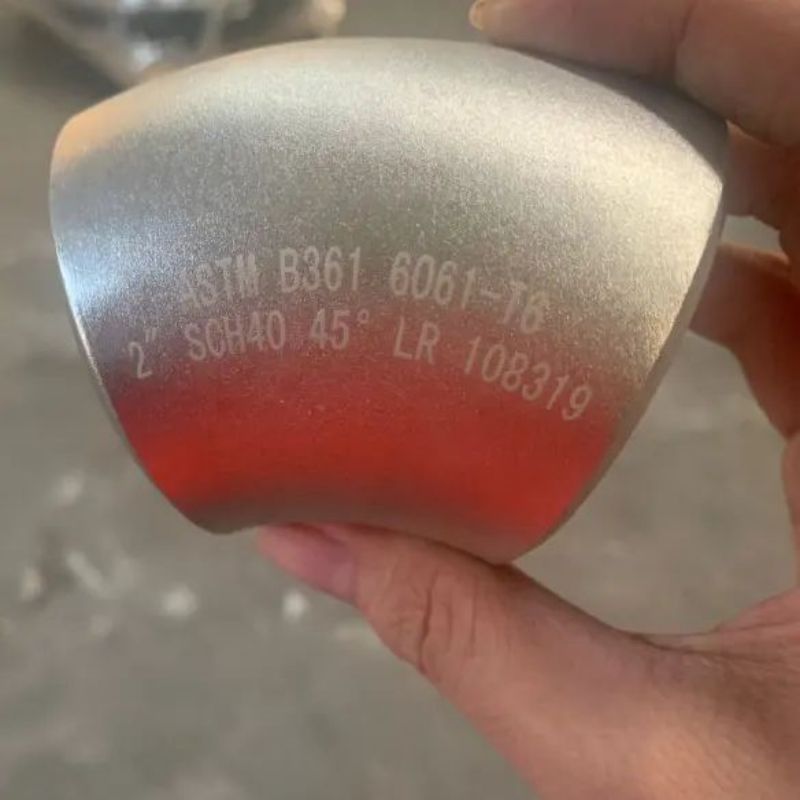 ASTM B361 6061-T6
2" SCH40 45° LR 108319